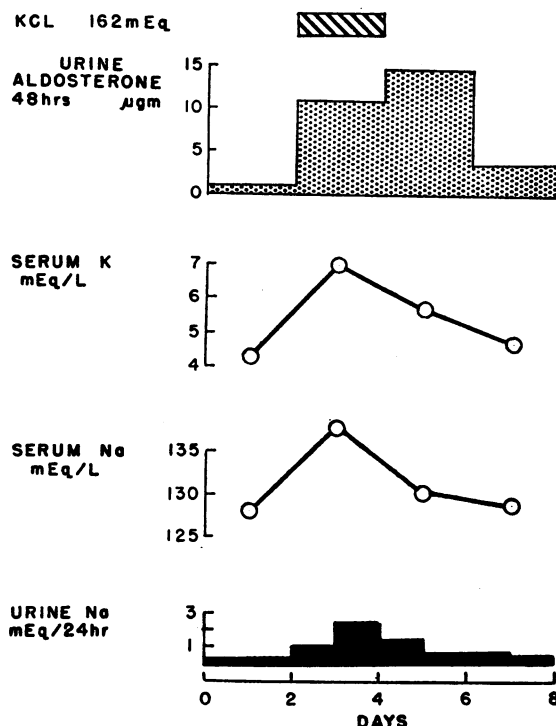 KCL 162mEq
URINE
ALDOSTERONE
48hrs µgm
15
10
5
0
SERUM K
mEq/L
7
6
5
4
SERUM Na
mEq/L
135
130
125
URINE Na
mEq/24hr
3
1
0 2 4 6 8
DAYS